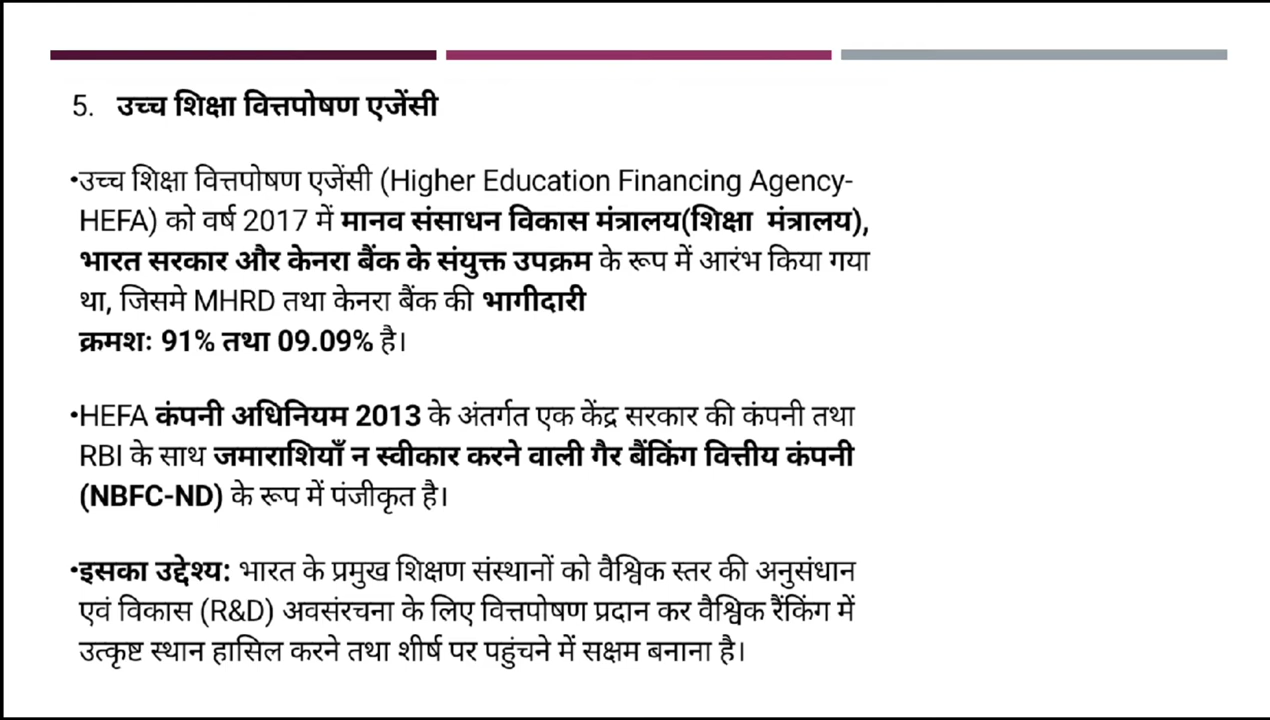 5. उच्च शिक्षा वित्तपोषण एजेंसी
•उच्च शिक्षा वित्तपोषण एजेंसी (Higher Education Financing Agency-
HEFA) को वर्ष 2017 में मानव संसाधन विकास मंत्रालय(शिक्षा मंत्रालय),
भारत सरकार और केनरा बैंक के संयुक्त उपक्रम के रूप में आरंभ किया गया
था, जिसमे MHRD तथा केनरा बैंक की भागीदारी
क्रमशः 91% तथा 09.09% है।
•HEFA कंपनी अधिनियम 2013 के अंतर्गत एक केंद्र सरकार की कंपनी तथा
RBI के साथ जमाराशियाँ न स्वीकार करने वाली गैर बैंकिंग वित्तीय कंपनी
(NBFC-ND) के रूप में पंजीकृत है।
•इसका उद्देश्य: भारत के प्रमुख शिक्षण संस्थानों को वैश्विक स्तर की अनुसंधान
एवं विकास (R&D) अवसंरचना के लिए वित्तपोषण प्रदान कर वैश्विक रैंकिंग में
उत्कृष्ट स्थान हासिल करने तथा शीर्ष पर पहुंचने में सक्षम बनाना है।